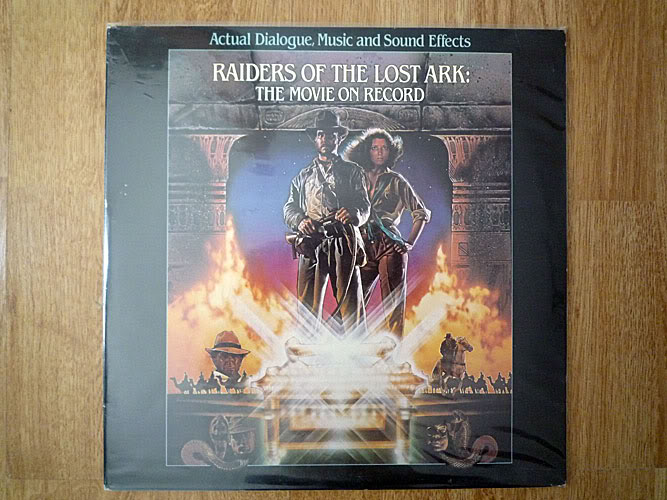 Actual Dialogue, Music and Sound Effects
RAIDERS OF THE LOST ARK:
THE MOVIE ON RECORD